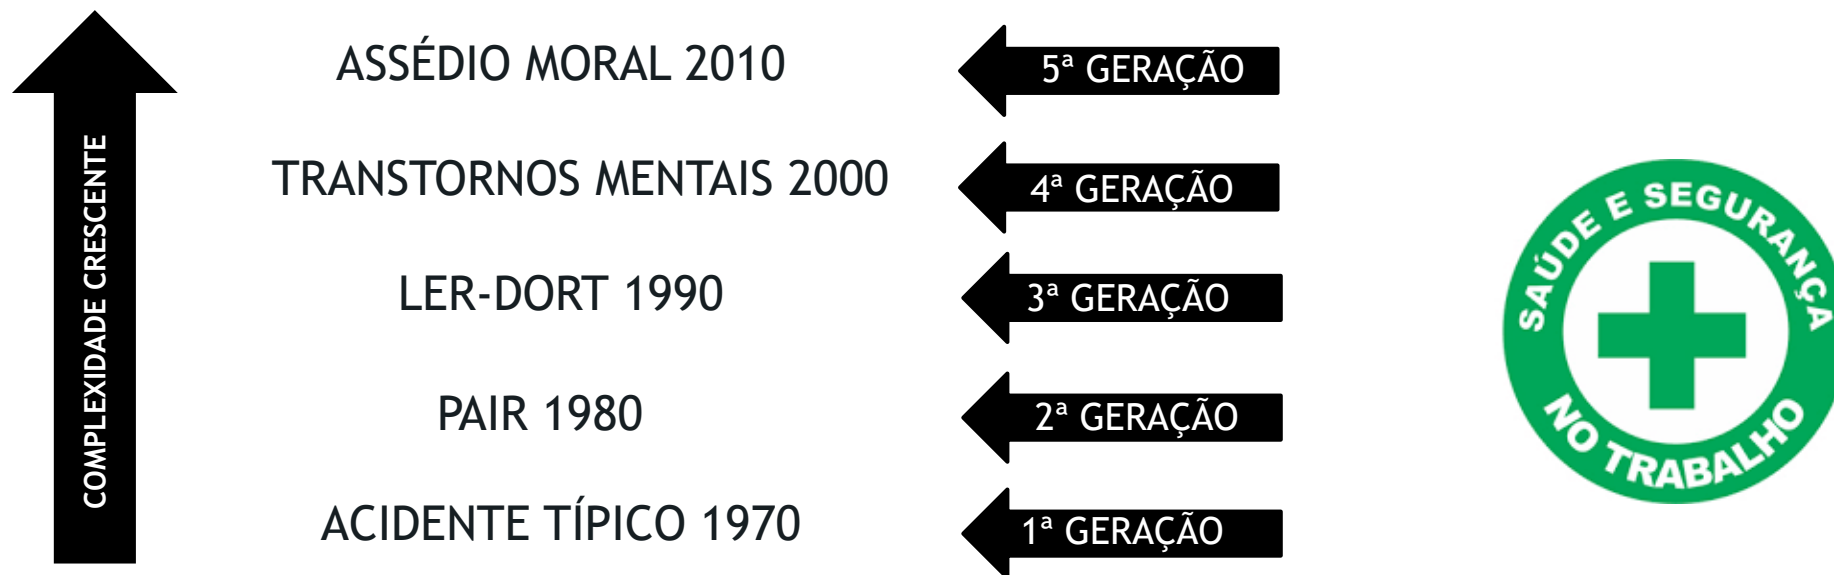 ASSÉDIO MORAL 2010
5ª GERAÇÃO
TRANSTORNOS MENTAIS 2000
4ª GERAÇÃO
LER-DORT 1990
3ª GERAÇÃO
PAIR 1980
2ª GERAÇÃO
ACIDENTE TÍPICO 1970
1ª GERAÇÃO
COMPLEXIDADE CRESCENTE
SAÚDE E SEGURANÇA
NO TRABALHO